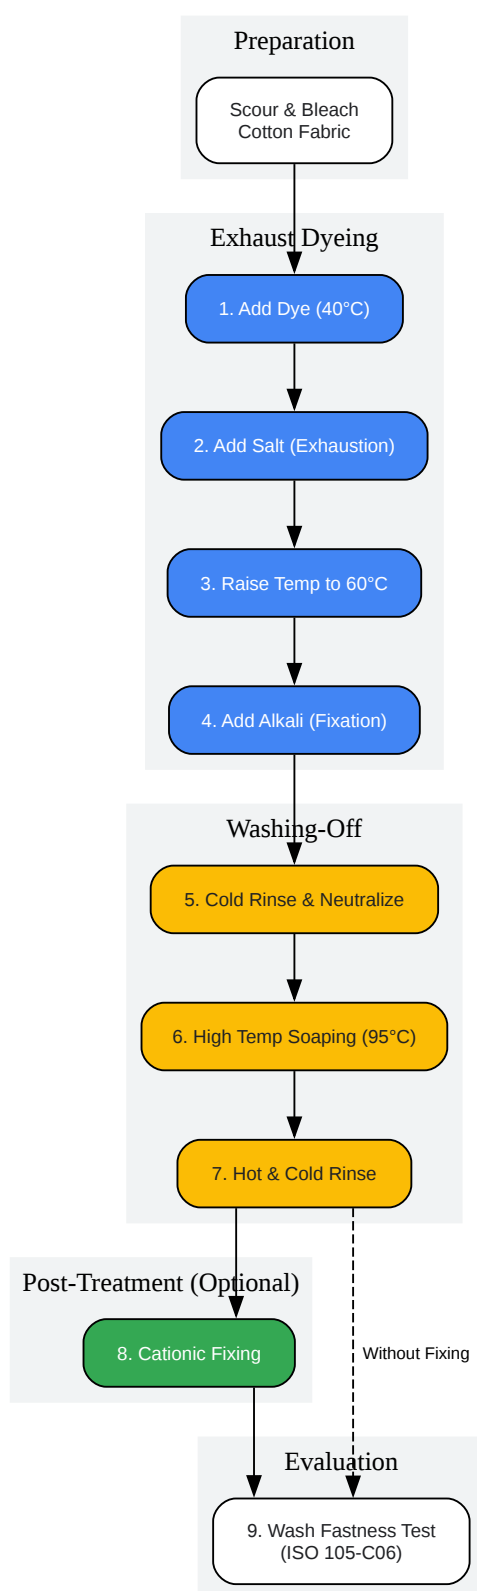 Preparation
Scour & Bleach
Cotton Fabric
Exhaust Dyeing
1. Add Dye (40°C)
2. Add Salt (Exhaustion)
3. Raise Temp to 60°C
4. Add Alkali (Fixation)
Washing-Off
5. Cold Rinse & Neutralize
6. High Temp Soaping (95°C)
7. Hot & Cold Rinse
Post-Treatment (Optional)
8. Cationic Fixing
Without Fixing
Evaluation
9. Wash Fastness Test
(ISO 105-C06)